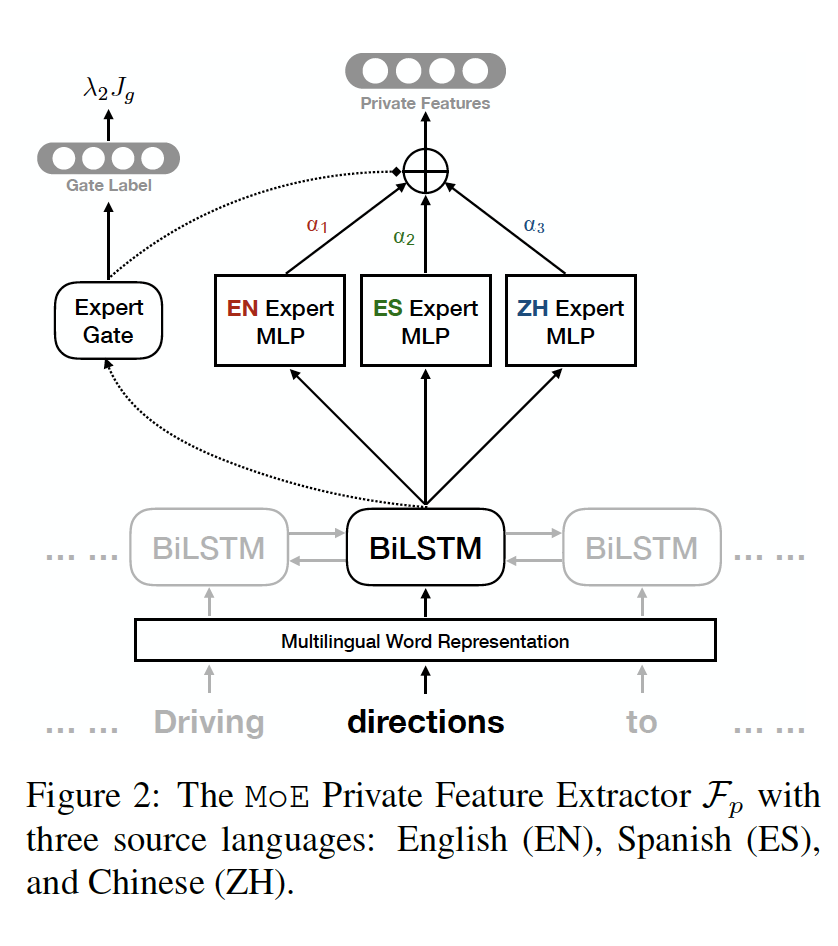 λ₂J_g
Private Features
Gate Label
α₁
α₂
α₃
Expert
Gate
EN Expert
MLP
ES Expert
MLP
ZH Expert
MLP
... ... BiLSTM BiLSTM BiLSTM ... ...
Multilingual Word Representation
... ... Driving directions to ... ...
Figure 2: The MoE Private Feature Extractor ℱ_p with
three source languages: English (EN), Spanish (ES),
and Chinese (ZH).